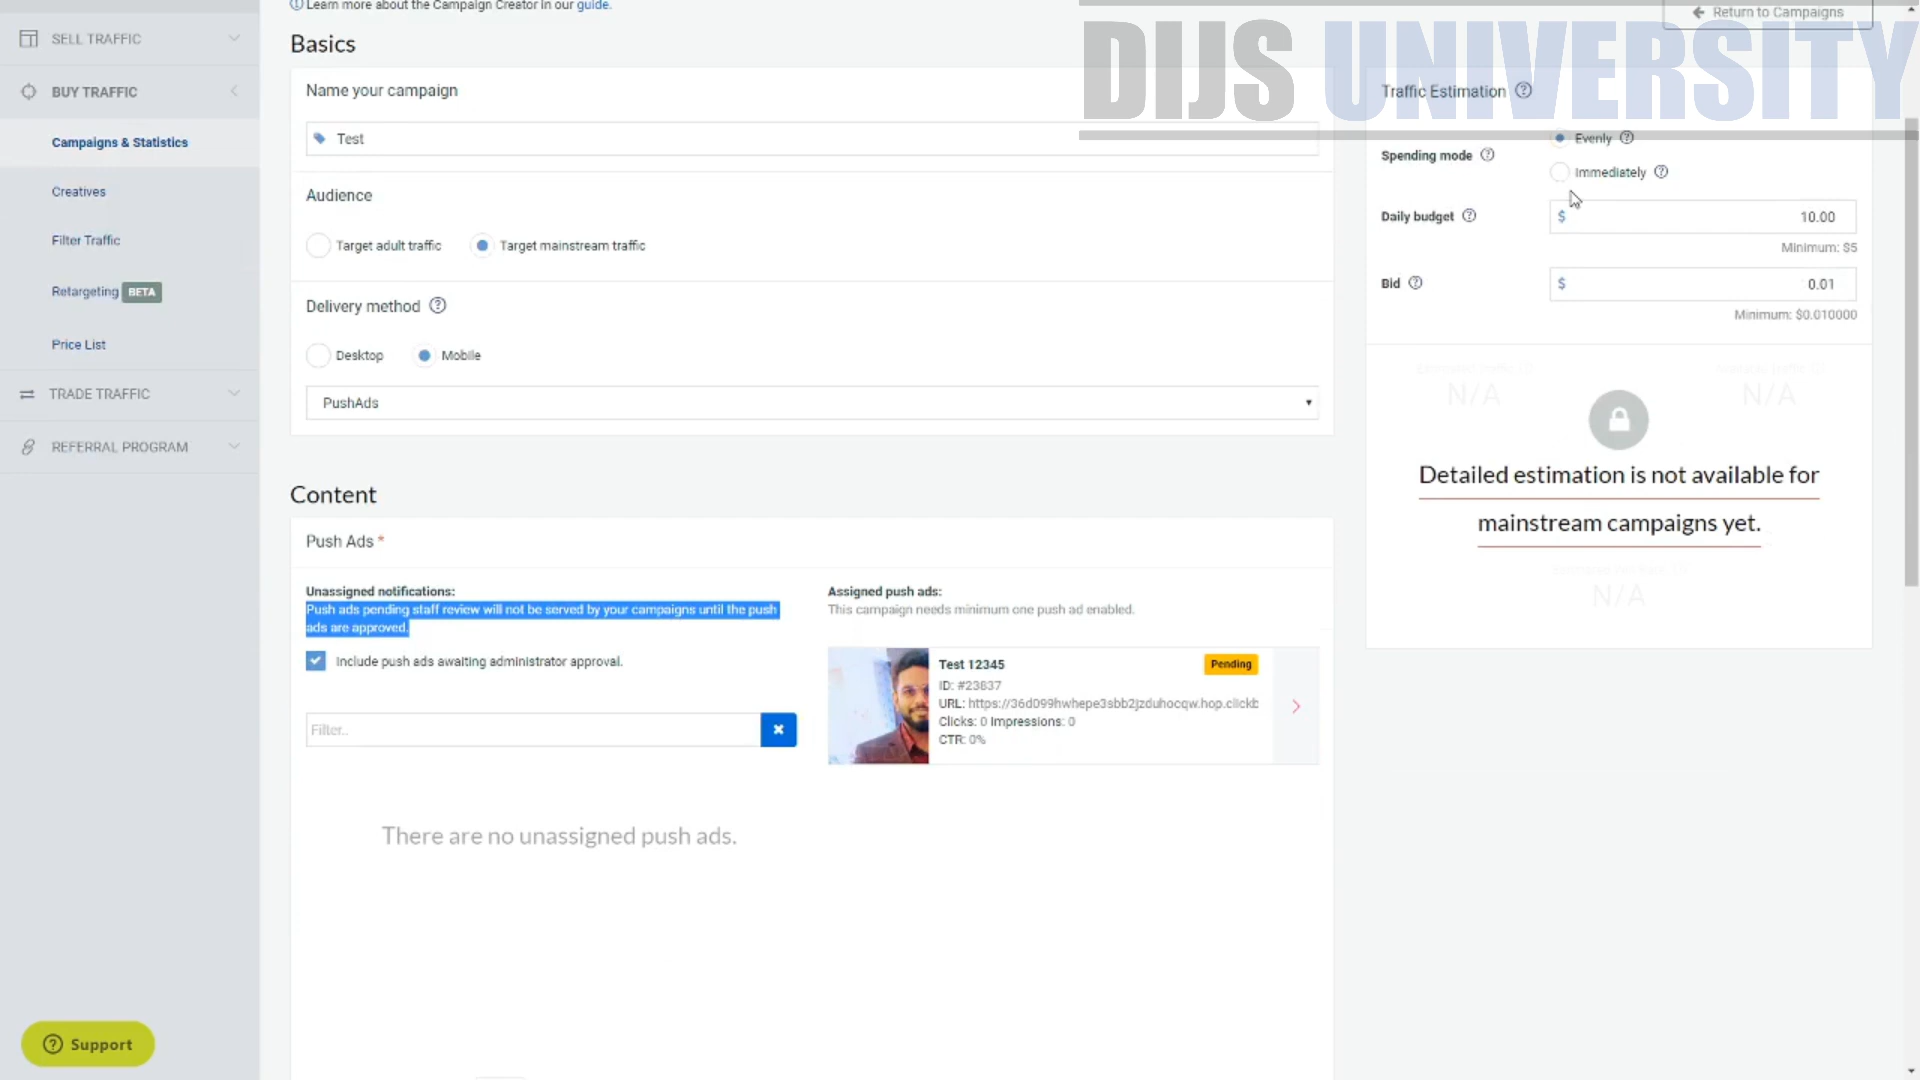 Learn more about the Campaign Creator in our guide.
Return to Campaigns
DIJS UNIVERSITY
SELL TRAFFIC
BUY TRAFFIC
Campaigns & Statistics
Creatives
Filter Traffic
Retargeting BETA
Price List
TRADE TRAFFIC
REFERRAL PROGRAM
Support
Basics
Name your campaign
Test
Audience
Target adult traffic
Target mainstream traffic
Delivery method
Desktop
Mobile
PushAds
Content
Push Ads *
Unassigned notifications:
Push ads pending staff review will not be served by your campaigns until the push
ads are approved.
Include push ads awaiting administrator approval.
Filter..
There are no unassigned push ads.
Assigned push ads:
This campaign needs minimum one push ad enabled.
Test 12345
Pending
ID: #23837
URL: https://36d099hwhepe3sbb2jzduhocqw.hop.clickb
Clicks: 0 Impressions: 0
CTR: 0%
Traffic Estimation
Spending mode
Evenly
Immediately
Daily budget
$ 10.00
Minimum: $5
Bid
$ 0.01
Minimum: $0.010000
N/A
N/A
Detailed estimation is not available for
mainstream campaigns yet.
N/A